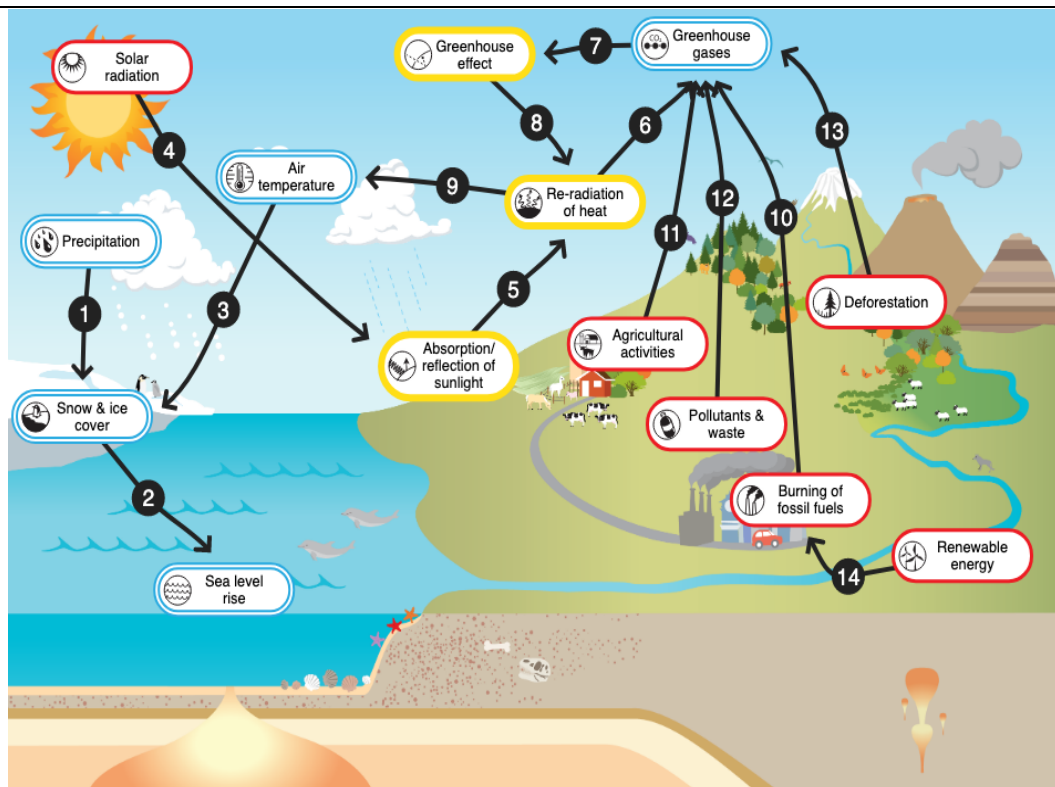 Solar
radiation
Greenhouse
effect
7
CO₂
Greenhouse
gases
4
8
6
13
Air
temperature
9
Re-radiation
of heat
12
10
11
Precipitation
1
3
5
Deforestation
Absorption/
reflection of
sunlight
Agricultural
activities
Snow & ice
cover
Pollutants &
waste
2
Burning of
fossil fuels
Sea level
rise
14
Renewable
energy